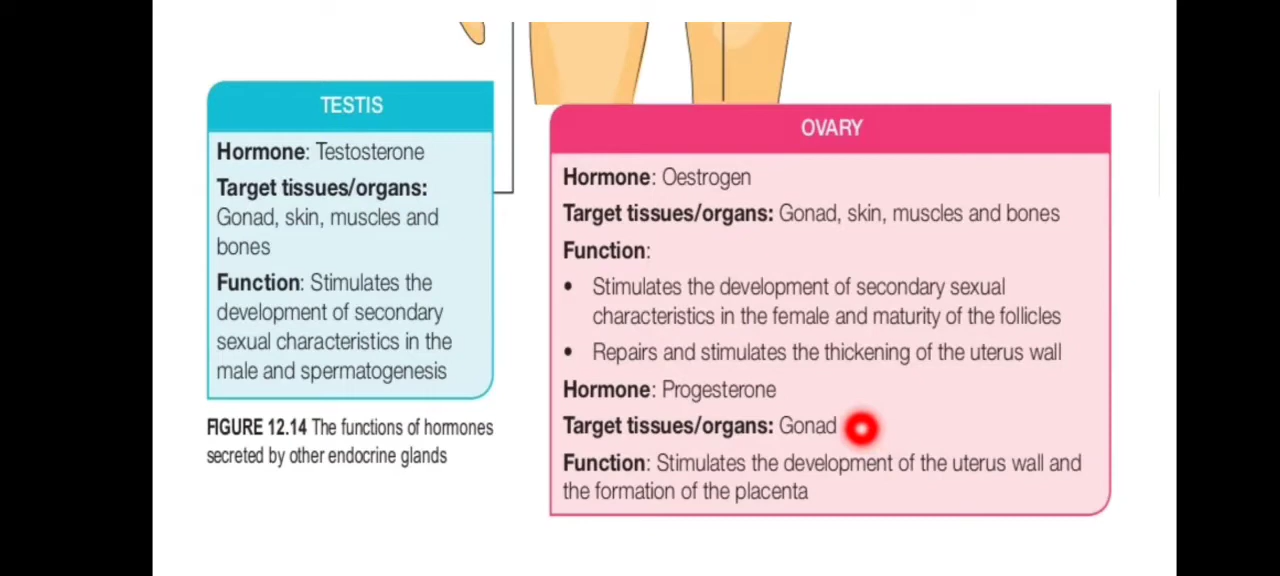 TESTIS
Hormone: Testosterone
Target tissues/organs:
Gonad, skin, muscles and
bones
Function: Stimulates the
development of secondary
sexual characteristics in the
male and spermatogenesis
FIGURE 12.14 The functions of hormones
secreted by other endocrine glands
OVARY
Hormone: Oestrogen
Target tissues/organs: Gonad, skin, muscles and bones
Function:
• Stimulates the development of secondary sexual
characteristics in the female and maturity of the follicles
• Repairs and stimulates the thickening of the uterus wall
Hormone: Progesterone
Target tissues/organs: Gonad
Function: Stimulates the development of the uterus wall and
the formation of the placenta